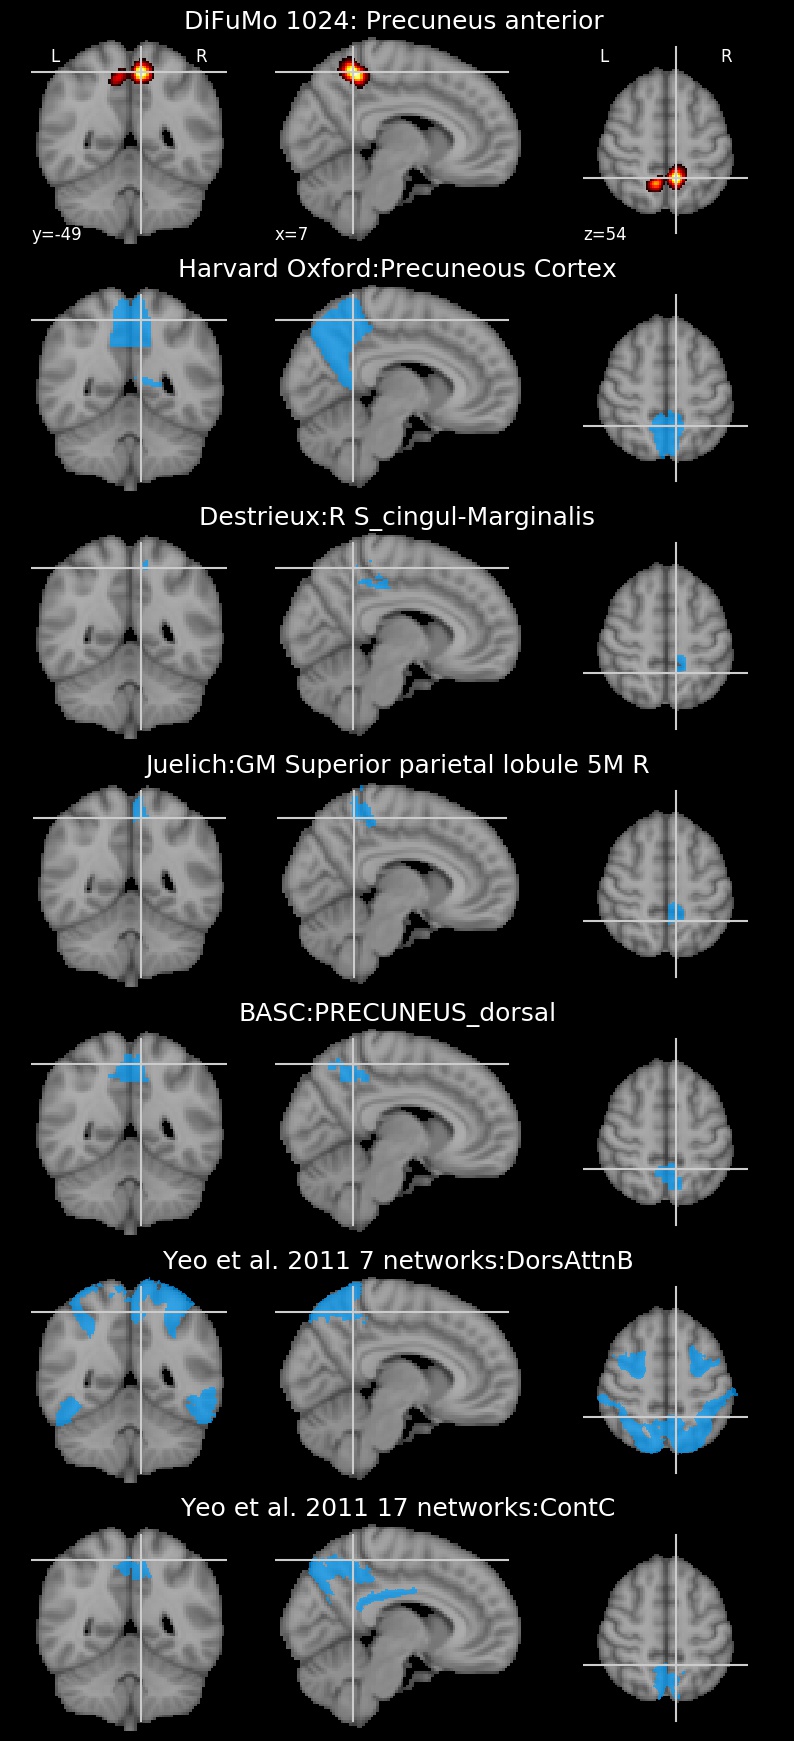 DiFuMo 1024: Precuneus anterior
L R L R
y=-49 x=7 z=54
Harvard Oxford:Precuneous Cortex
Destrieux:R S_cingul-Marginalis
Juelich:GM Superior parietal lobule 5M R
BASC:PRECUNEUS_dorsal
Yeo et al. 2011 7 networks:DorsAttnB
Yeo et al. 2011 17 networks:ContC